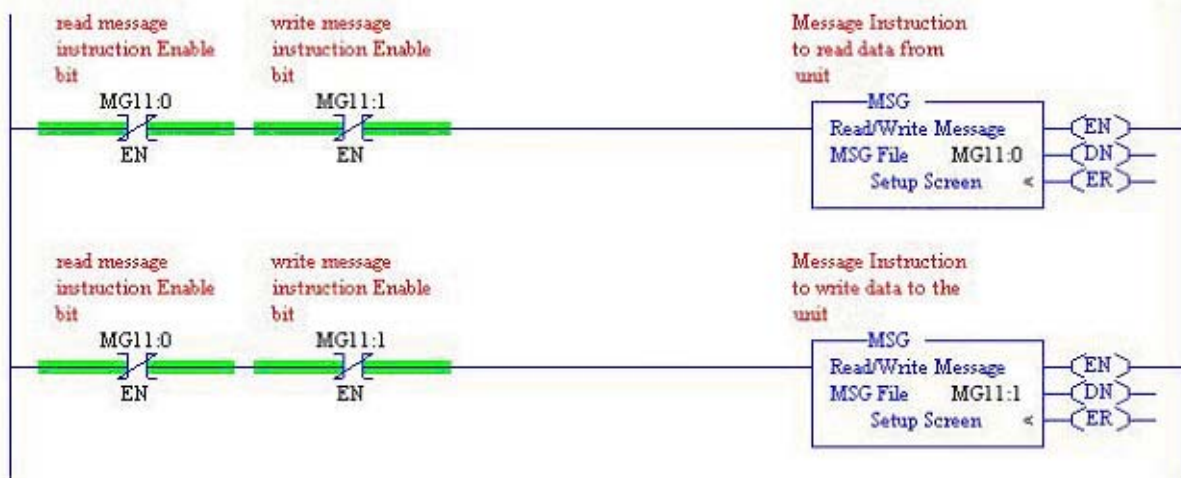 read message
instruction Enable
bit
write message
instruction Enable
bit
Message Instruction
to read data from
unit
MG11:0
EN
MG11:1
EN
MSG
Read/Write Message
MSG File MG11:0
Setup Screen <
EN
DN
ER
read message
instruction Enable
bit
write message
instruction Enable
bit
Message Instruction
to write data to the
unit
MG11:0
EN
MG11:1
EN
MSG
Read/Write Message
MSG File MG11:1
Setup Screen <
EN
DN
ER